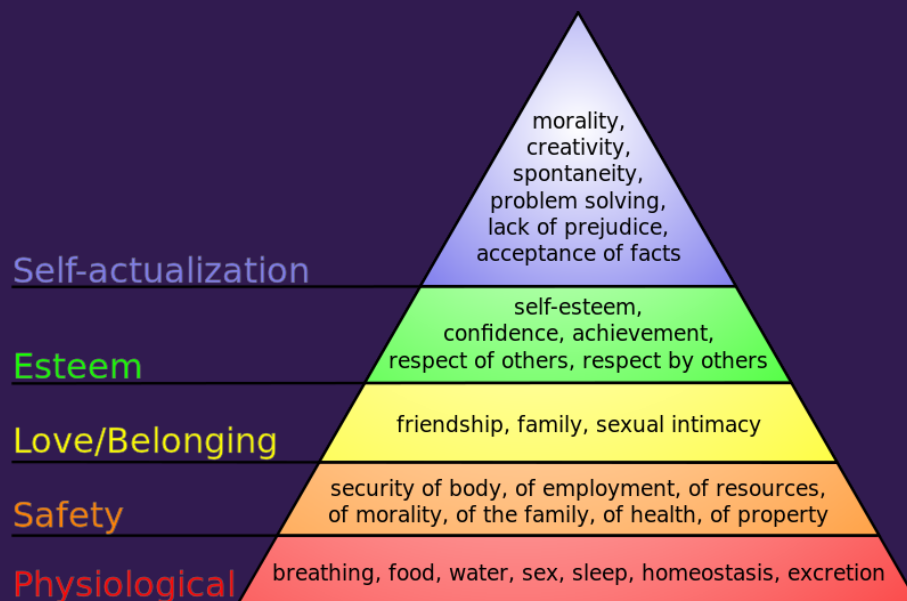 morality,
creativity,
spontaneity,
problem solving,
lack of prejudice,
acceptance of facts
Self-actualization
self-esteem,
confidence, achievement,
respect of others, respect by others
Esteem
friendship, family, sexual intimacy
Love/Belonging
security of body, of employment, of resources,
of morality, of the family, of health, of property
Safety
breathing, food, water, sex, sleep, homeostasis, excretion
Physiological